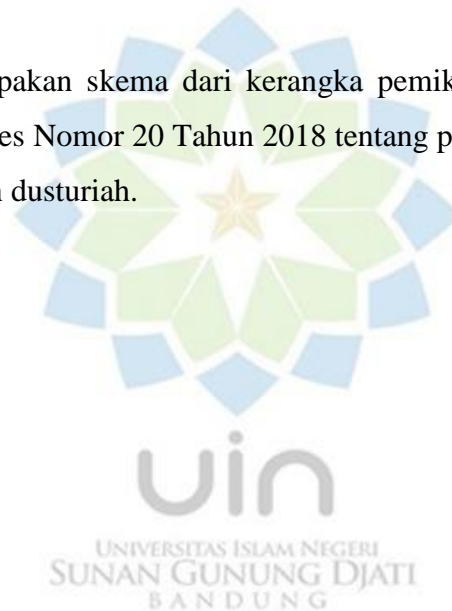 pakan skema dari kerangka pemik
es Nomor 20 Tahun 2018 tentang p
dusturiah.
uin
UNIVERSITAS ISLAM NEGERI
SUNAN GUNUNG DJATI
BANDUNG